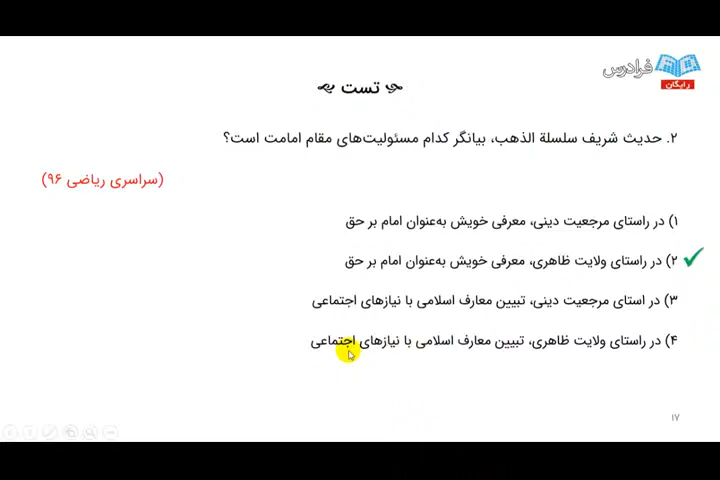 فرادرس
رایگان
تست
۲. حدیث شریف سلسلة الذهب، بیانگر کدام مسئولیت‌های مقام امامت است؟
(سراسری ریاضی ۹۶)
۱) در راستای مرجعیت دینی، معرفی خویش به‌عنوان امام بر حق
۲) در راستای ولایت ظاهری، معرفی خویش به‌عنوان امام بر حق
۳) در استای مرجعیت دینی، تبیین معارف اسلامی با نیازهای اجتماعی
۴) در راستای ولایت ظاهری، تبیین معارف اسلامی با نیازهای اجتماعی
۱۷